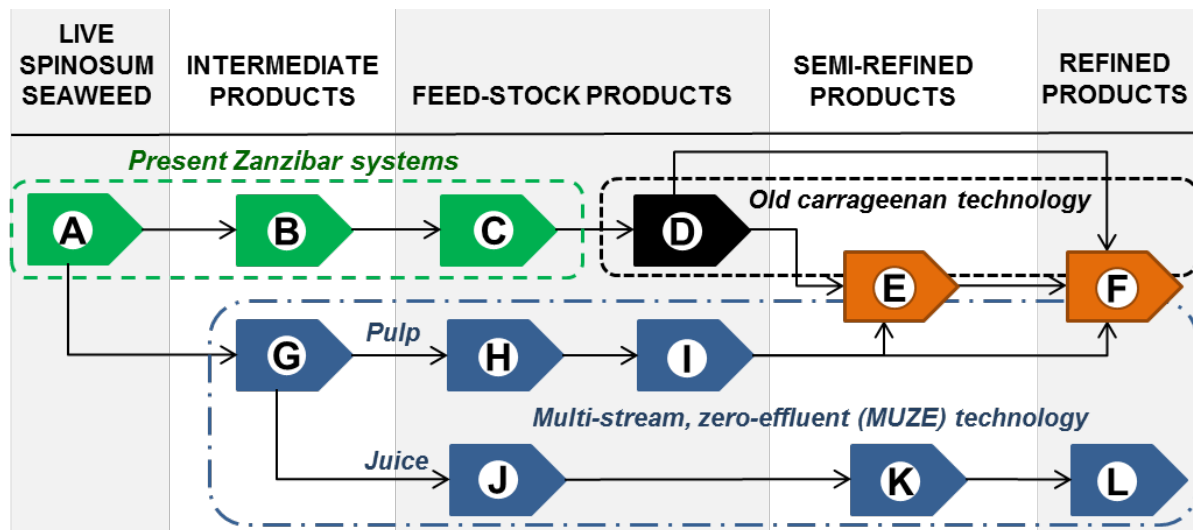 LIVE
SPINOSUM
SEAWEED
INTERMEDIATE
PRODUCTS
FEED-STOCK PRODUCTS
SEMI-REFINED
PRODUCTS
REFINED
PRODUCTS
Present Zanzibar systems
Old carrageenan technology
A
B
C
D
E
F
G
Pulp
H
I
Multi-stream, zero-effluent (MUZE) technology
Juice
J
K
L